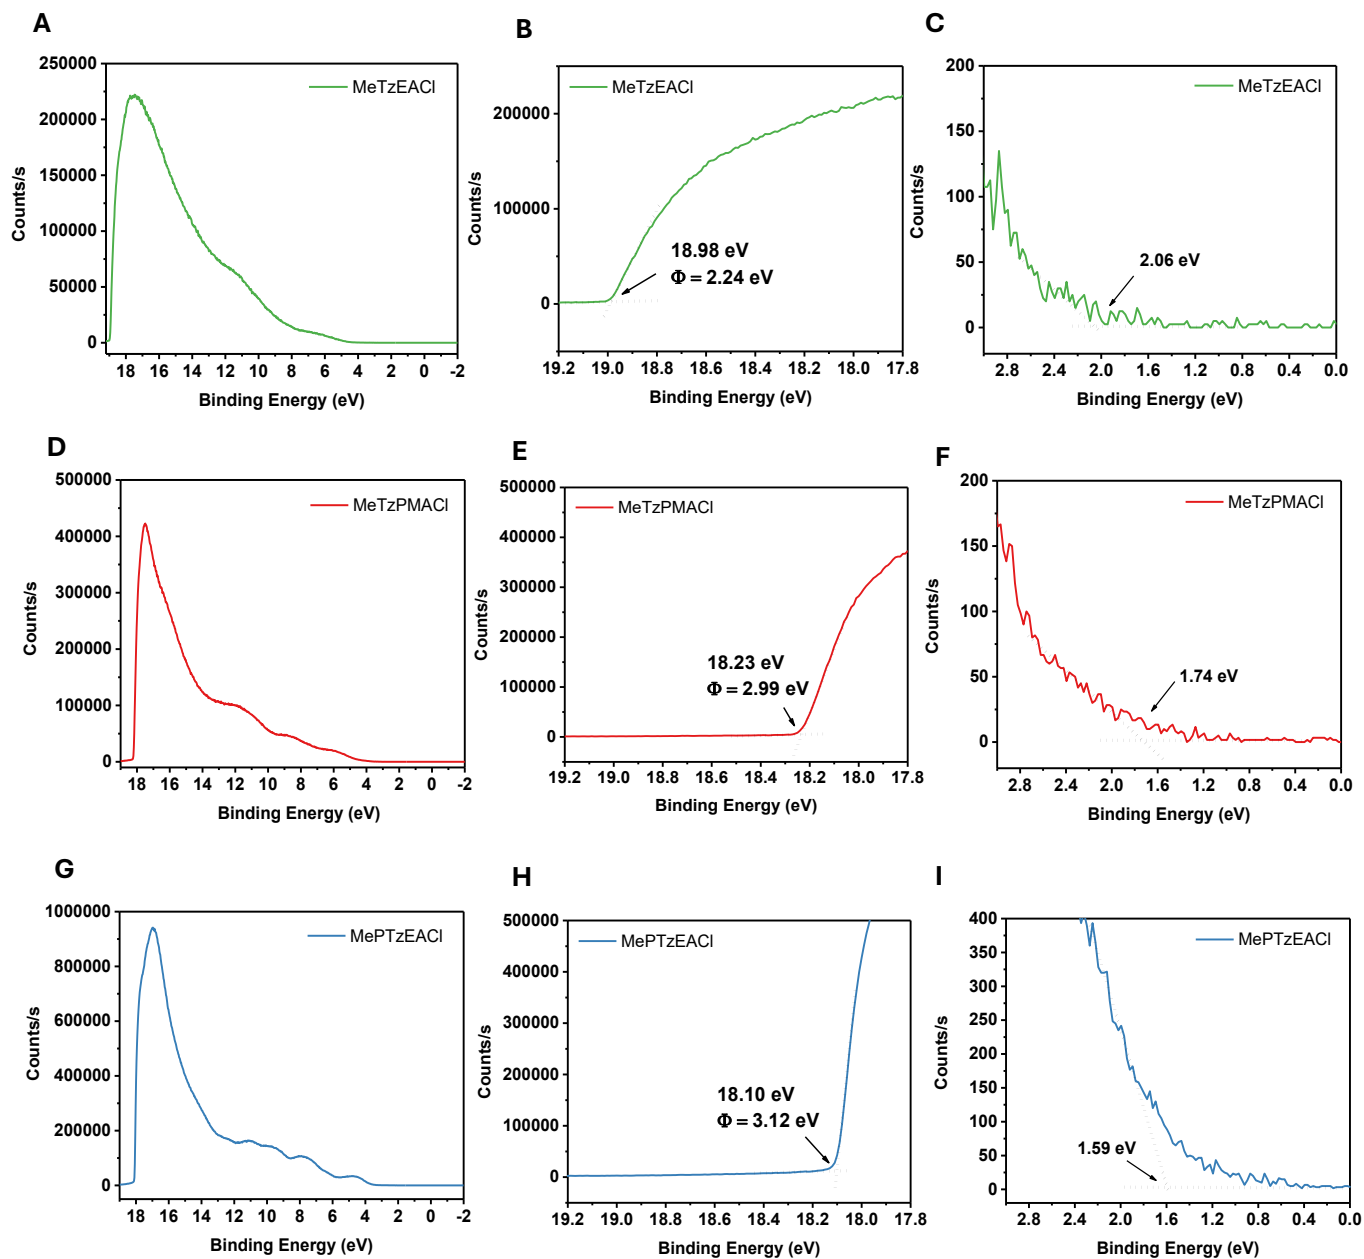 A
B
C
250000
200000
150000
100000
50000
0
Counts/s
MeTzEACl
18 16 14 12 10 8 6 4 2 0 -2
Binding Energy (eV)
200000
100000
0
Counts/s
MeTzEACl
18.98 eV
Φ = 2.24 eV
19.2 19.0 18.8 18.6 18.4 18.2 18.0 17.8
Binding Energy (eV)
200
150
100
50
0
Counts/s
MeTzEACl
2.06 eV
2.8 2.4 2.0 1.6 1.2 0.8 0.4 0.0
Binding Energy (eV)
D
E
F
500000
400000
300000
200000
100000
0
Counts/s
MeTzPMACl
18 16 14 12 10 8 6 4 2 0 -2
Binding Energy (eV)
500000
400000
300000
200000
100000
0
Counts/s
MeTzPMACl
18.23 eV
Φ = 2.99 eV
19.2 19.0 18.8 18.6 18.4 18.2 18.0 17.8
Binding Energy (eV)
200
150
100
50
0
Counts/s
MeTzPMACl
1.74 eV
2.8 2.4 2.0 1.6 1.2 0.8 0.4 0.0
Binding Energy (eV)
G
H
I
1000000
800000
600000
400000
200000
0
Counts/s
MePTzEACl
18 16 14 12 10 8 6 4 2 0 -2
Binding Energy (eV)
500000
400000
300000
200000
100000
0
Counts/s
MePTzEACl
18.10 eV
Φ = 3.12 eV
19.2 19.0 18.8 18.6 18.4 18.2 18.0 17.8
Binding Energy (eV)
400
350
300
250
200
150
100
50
0
Counts/s
MePTzEACl
1.59 eV
2.8 2.4 2.0 1.6 1.2 0.8 0.4 0.0
Binding Energy (eV)